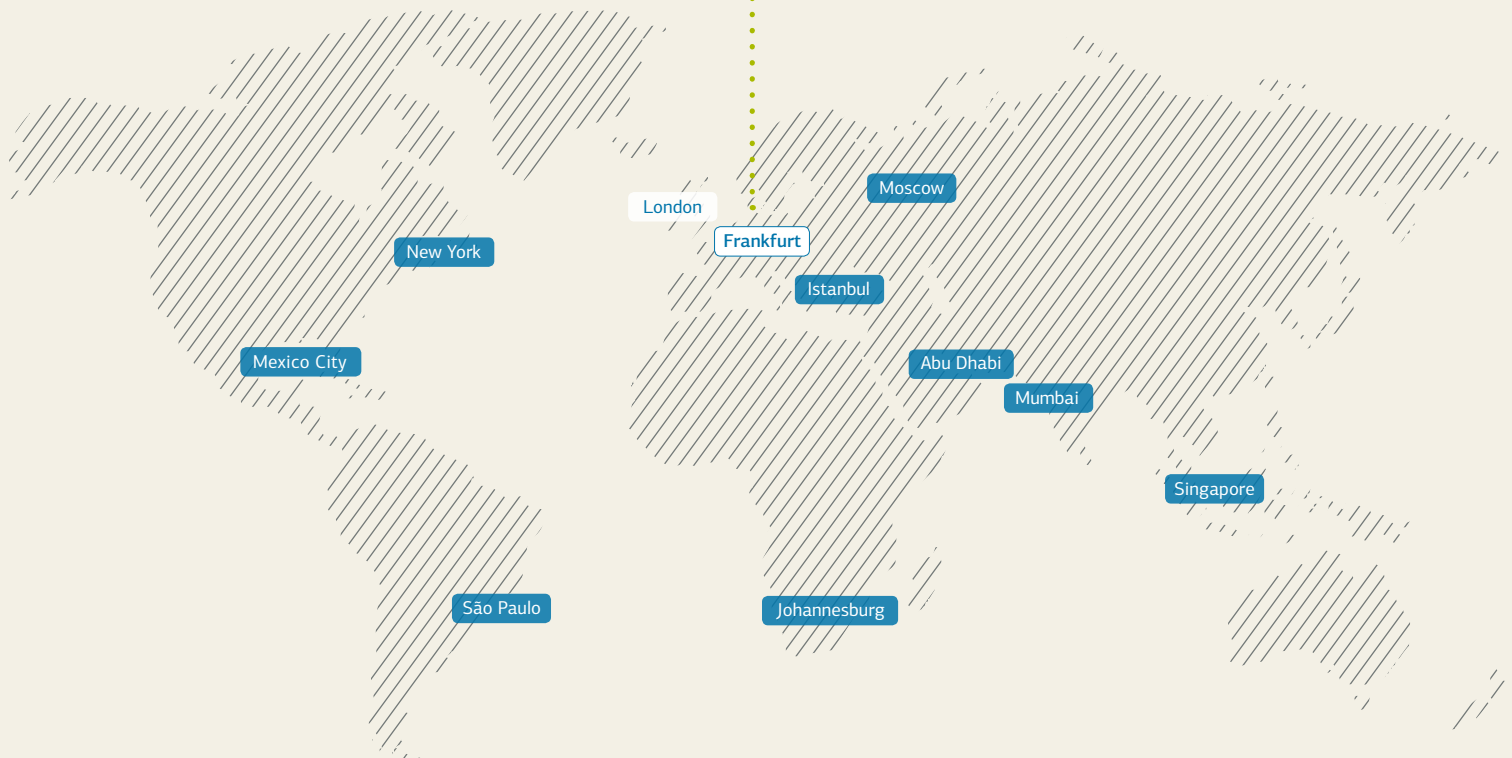 Moscow
London
Frankfurt
New York
Istanbul
Mexico City
Abu Dhabi
Mumbai
Singapore
São Paulo
Johannesburg